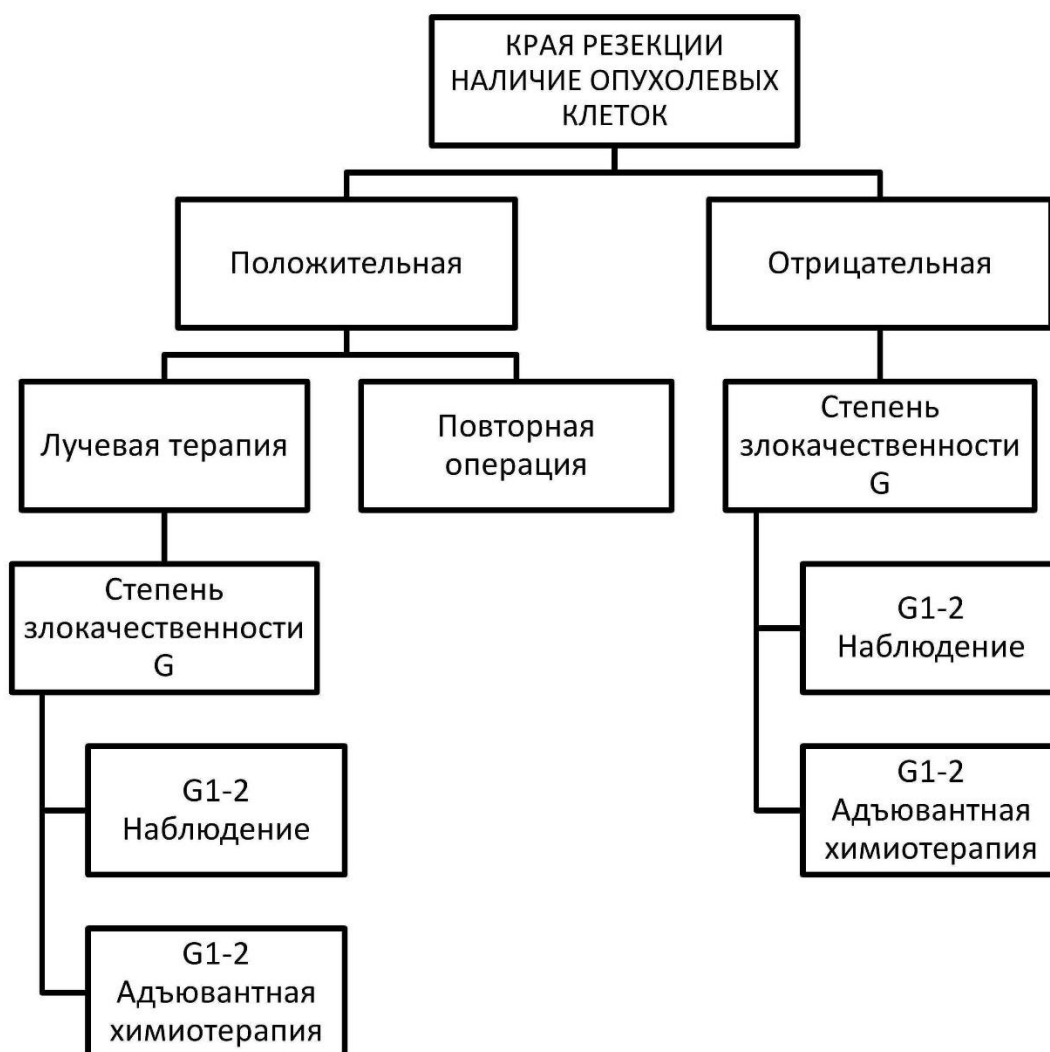 КРАЯ РЕЗЕКЦИИ
НАЛИЧИЕ ОПУХОЛЕВЫХ
КЛЕТОК
Положительная
Отрицательная
Лучевая терапия
Повторная
операция
Степень
злокачественности
G
Степень
злокачественности
G
G1-2
Наблюдение
G1-2
Наблюдение
G1-2
Адъювантная
химиотерапия
G1-2
Адъювантная
химиотерапия